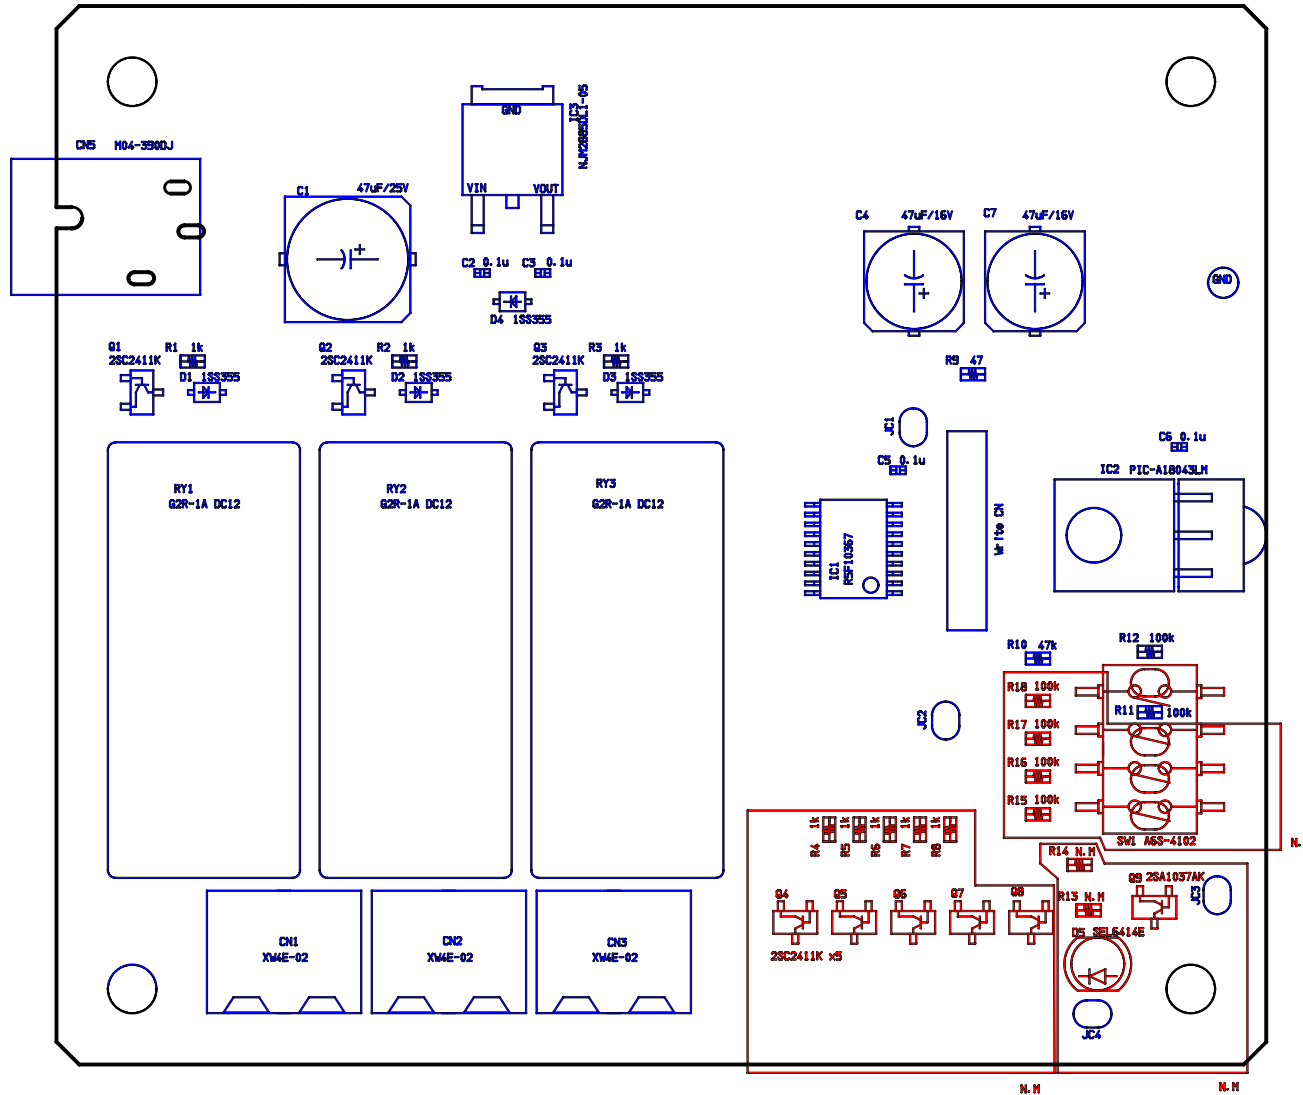 GND
IC3
NJM2885DL1-05
CN5 M04-390DJ
VIN VOUT
C1 47uF/25V
C4 47uF/16V
C7 47uF/16V
C2 0.1u
C3 0.1u
GND
D4 1SS355
Q1
2SC2411K
R1 1k
D1 1SS355
Q2
2SC2411K
R2 1k
D2 1SS355
Q3
2SC2411K
R3 1k
D3 1SS355
R9 47
JC1
C6 0.1u
C5 0.1u
IC2 PIC-A18043LM
RY1
G2R-1A DC12
RY2
G2R-1A DC12
RY3
G2R-1A DC12
Write CN
IC1
R5F10367
R10 47k
R12 100k
R18 100k
R11 100k
JC2
R17 100k
R16 100k
R15 100k
R4 1k
R5 1k
R6 1k
R7 1k
R8 1k
SW1 A6S-4102
N.
R14 N.M
Q9 2SA1037AK
JC3
R13 N.M
Q4
Q5
Q6
Q7
Q8
D5 SEL6414E
CN1
XW4E-02
CN2
XW4E-02
CN3
XW4E-02
2SC2411K x5
JC4
N.M
N.M